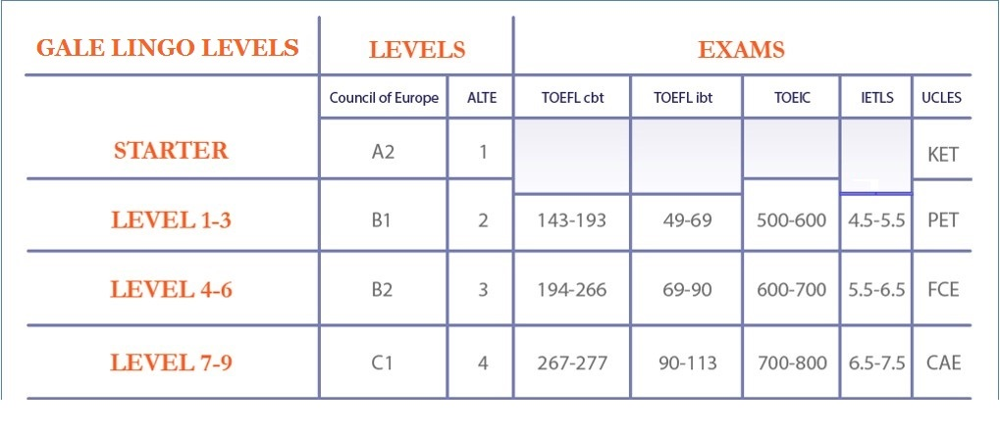 GALE LINGO LEVELS LEVELS EXAMS
Council of Europe ALTE TOEFL cbt TOEFL ibt TOEIC IETLS UCLES
STARTER A2 1 KET
LEVEL 1-3 B1 2 143-193 49-69 500-600 4.5-5.5 PET
LEVEL 4-6 B2 3 194-266 69-90 600-700 5.5-6.5 FCE
LEVEL 7-9 C1 4 267-277 90-113 700-800 6.5-7.5 CAE